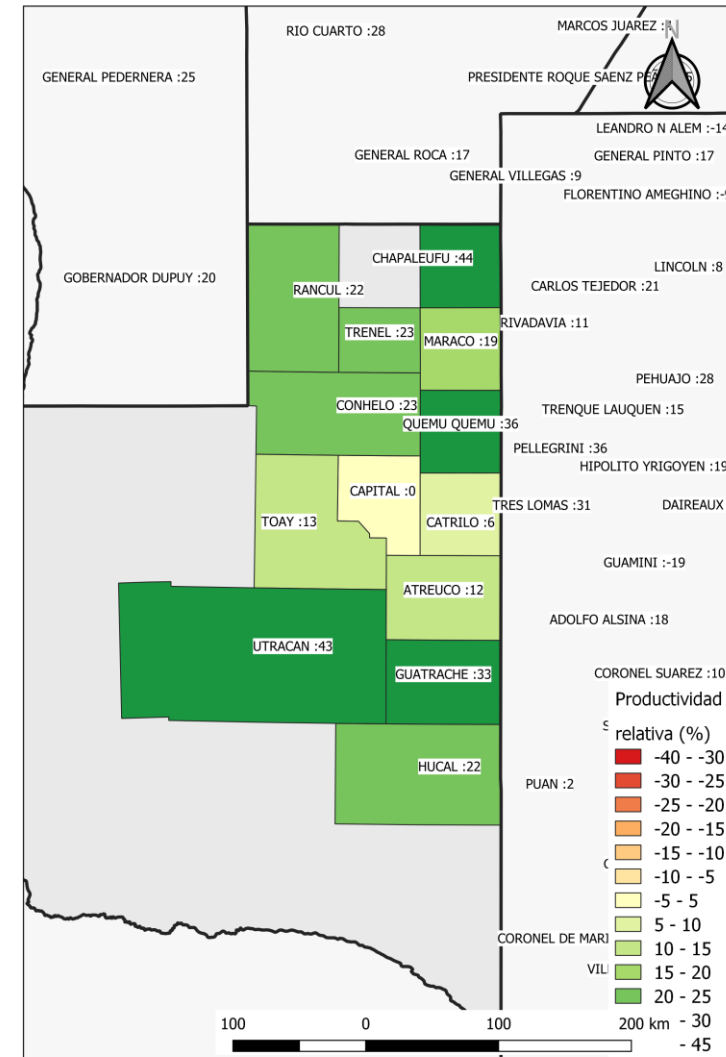 RIO CUARTO :28
MARCOS JUAREZ :
N
GENERAL PEDERNERA :25
PRESIDENTE ROQUE SAENZ
LEANDRO N ALEM :-14
GENERAL ROCA :17
GENERAL PINTO :17
GENERAL VILLEGAS :9
FLORENTINO AMEGHINO :-
CHAPALEUFU :44
LINCOLN :8
GOBERNADOR DUPUY :20
CARLOS TEJEDOR :21
RANCUL :22
RIVADAVIA :11
TRENEL :23
MARACO :19
PEHUAJO :28
CONHELO :23
TRENQUE LAUQUEN :15
QUEMU QUEMU :36
PELLEGRINI :36
HIPOLITO YRIGOYEN :19
CAPITAL :0
TRES LOMAS :31
DAIREAUX
TOAY :13
CATRILO :6
GUAMINI :-19
ATREUCO :12
ADOLFO ALSINA :18
UTRACAN :43
GUATRACHE :33
CORONEL SUAREZ :10
Productividad
relativa (%)
HUCAL :22
PUAN :2
-40 - -30
-30 - -25
-25 - -20
-20 - -15
-15 - -10
-10 - -5
-5 - 5
5 - 10
10 - 15
15 - 20
20 - 25
- 30
- 45
CORONEL DE MARI
VIL
100 0 100 200 km